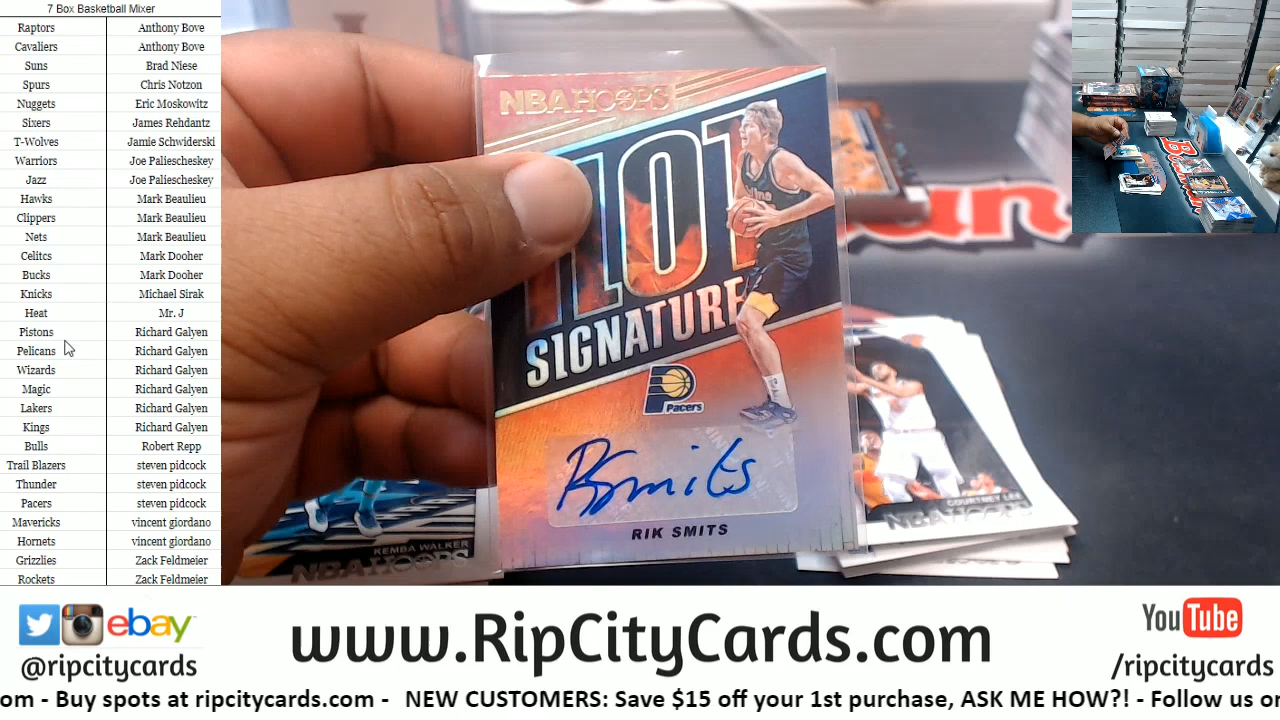 7 Box Basketball Mixer
Raptors Anthony Bove
Cavaliers Anthony Bove
Suns Brad Niese
Spurs Chris Notzon
Nuggets Eric Moskowitz
Sixers James Rehdantz
T-Wolves Jamie Schwiderski
Warriors Joe Paliescheskey
Jazz Joe Paliescheskey
Hawks Mark Beaulieu
Clippers Mark Beaulieu
Nets Mark Beaulieu
Celitcs Mark Dooher
Bucks Mark Dooher
Knicks Michael Sirak
Heat Mr. J
Pistons Richard Galyen
Pelicans Richard Galyen
Wizards Richard Galyen
Magic Richard Galyen
Lakers Richard Galyen
Kings Richard Galyen
Bulls Robert Repp
Trail Blazers steven pidcock
Thunder steven pidcock
Pacers steven pidcock
Mavericks vincent giordano
Hornets vincent giordano
Grizzlies Zack Feldmeier
Rockets Zack Feldmeier
NBA HOOPS
HOT
SIGNATURE
Pacers
RSmits
RIK SMITS
KEMBA WALKER
NBA HOOPS
COURTNEY LEE
NBA HOOPS
ebay
@ripcitycards
www.RipCityCards.com
YouTube
/ripcitycards
om - Buy spots at ripcitycards.com - NEW CUSTOMERS: Save $15 off your 1st purchase, ASK ME HOW?! - Follow us on